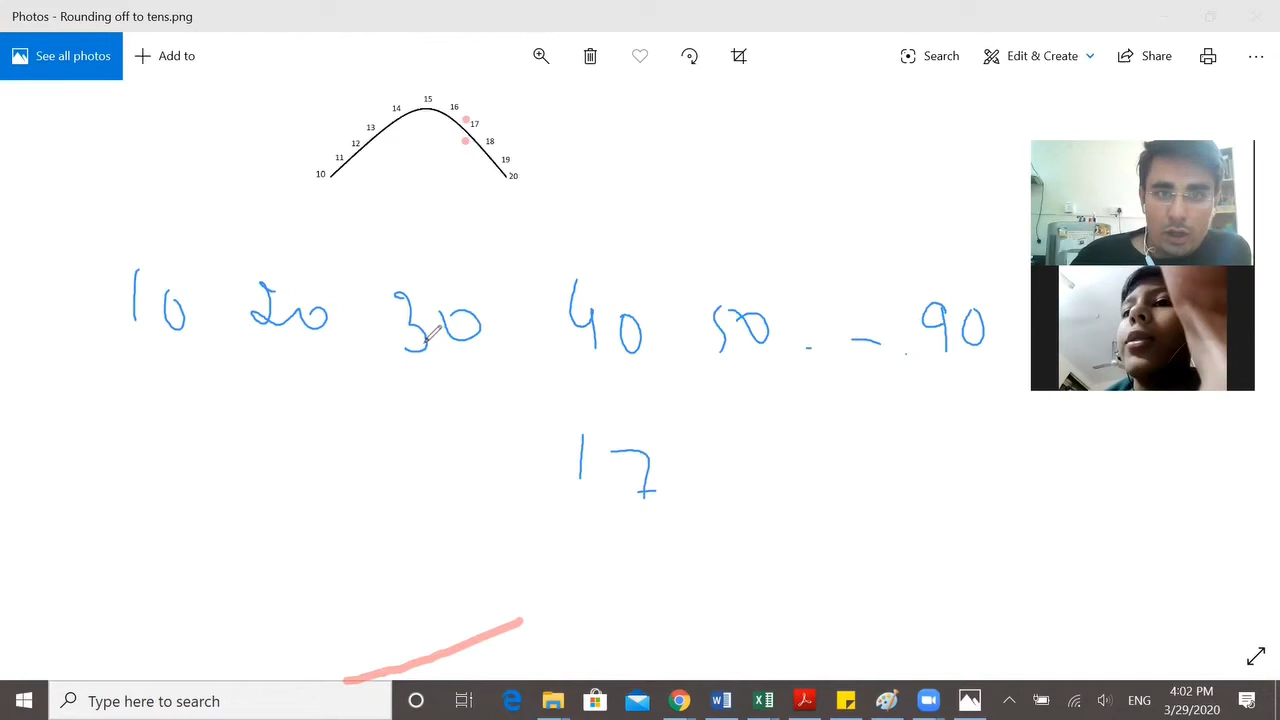 Photos - Rounding off to tens.png
See all photos Add to Search Edit & Create Share
15
14 16
13 17
12 18
11 19
10 20
10 20 30 40 50 . - . 90
17
Type here to search ENG 4:02 PM
3/29/2020